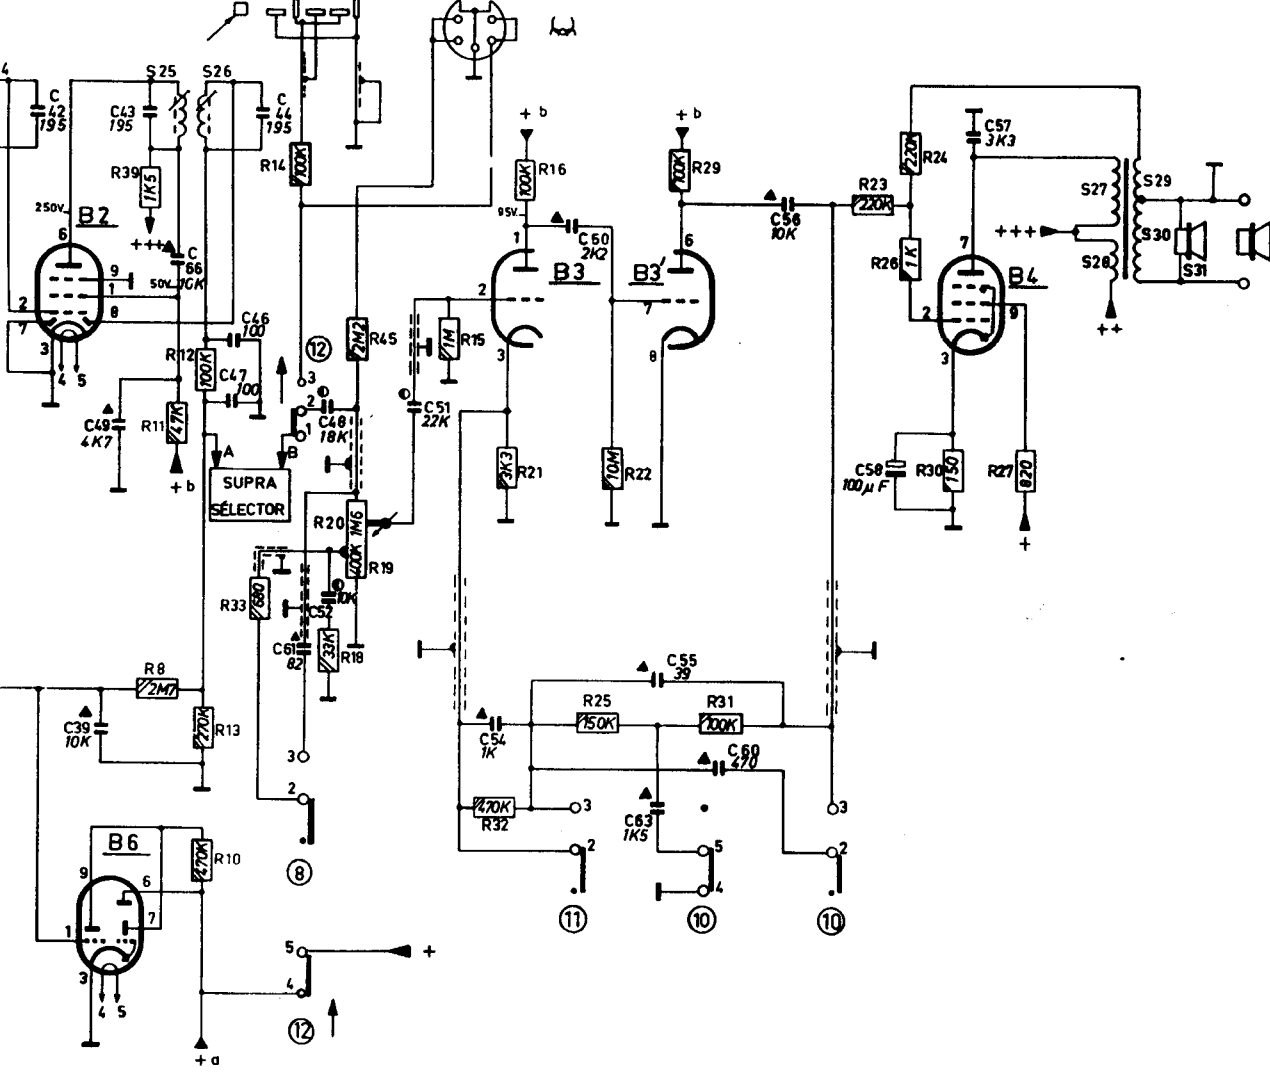 4
C
42
195
C43
195
S25
S26
C
44
195
R39
1K5
250V
B2
+++
C
66
10K
50V
6
9
1
2
8
7
3
4
5
R14
100K
C46
100
R12
100K
C47
100
C49
4K7
R11
47K
+ b
A
B
SUPRA
SÉLECTOR
12
3
2
1
C48
18K
R45
2M2
R15
1M
C51
22K
R20
1M6
400K
R19
R33
680
10K
C52
C61
82
33K
R18
R8
2M7
C39
10K
270K
R13
3
2
8
B6
470K
R10
9
6
7
1
3
4
5
5
4
+
12
+ a
+ b
R16
100K
95V
1
C60
2K2
B3
2
3
3K3
R21
10M
R22
+ b
R29
100K
6
B3'
7
8
C56
10K
R23
220K
R24
220K
R26
1K
C57
3K3
7
B4
2
9
3
C58
100µF
R30
150
R27
820
+
S27
S28
S29
S30
S31
+++
++
C55
39
R25
150K
R31
100K
C54
1K
C60
470
470K
R32
C63
1K5
3
2
11
5
4
10
3
2
10